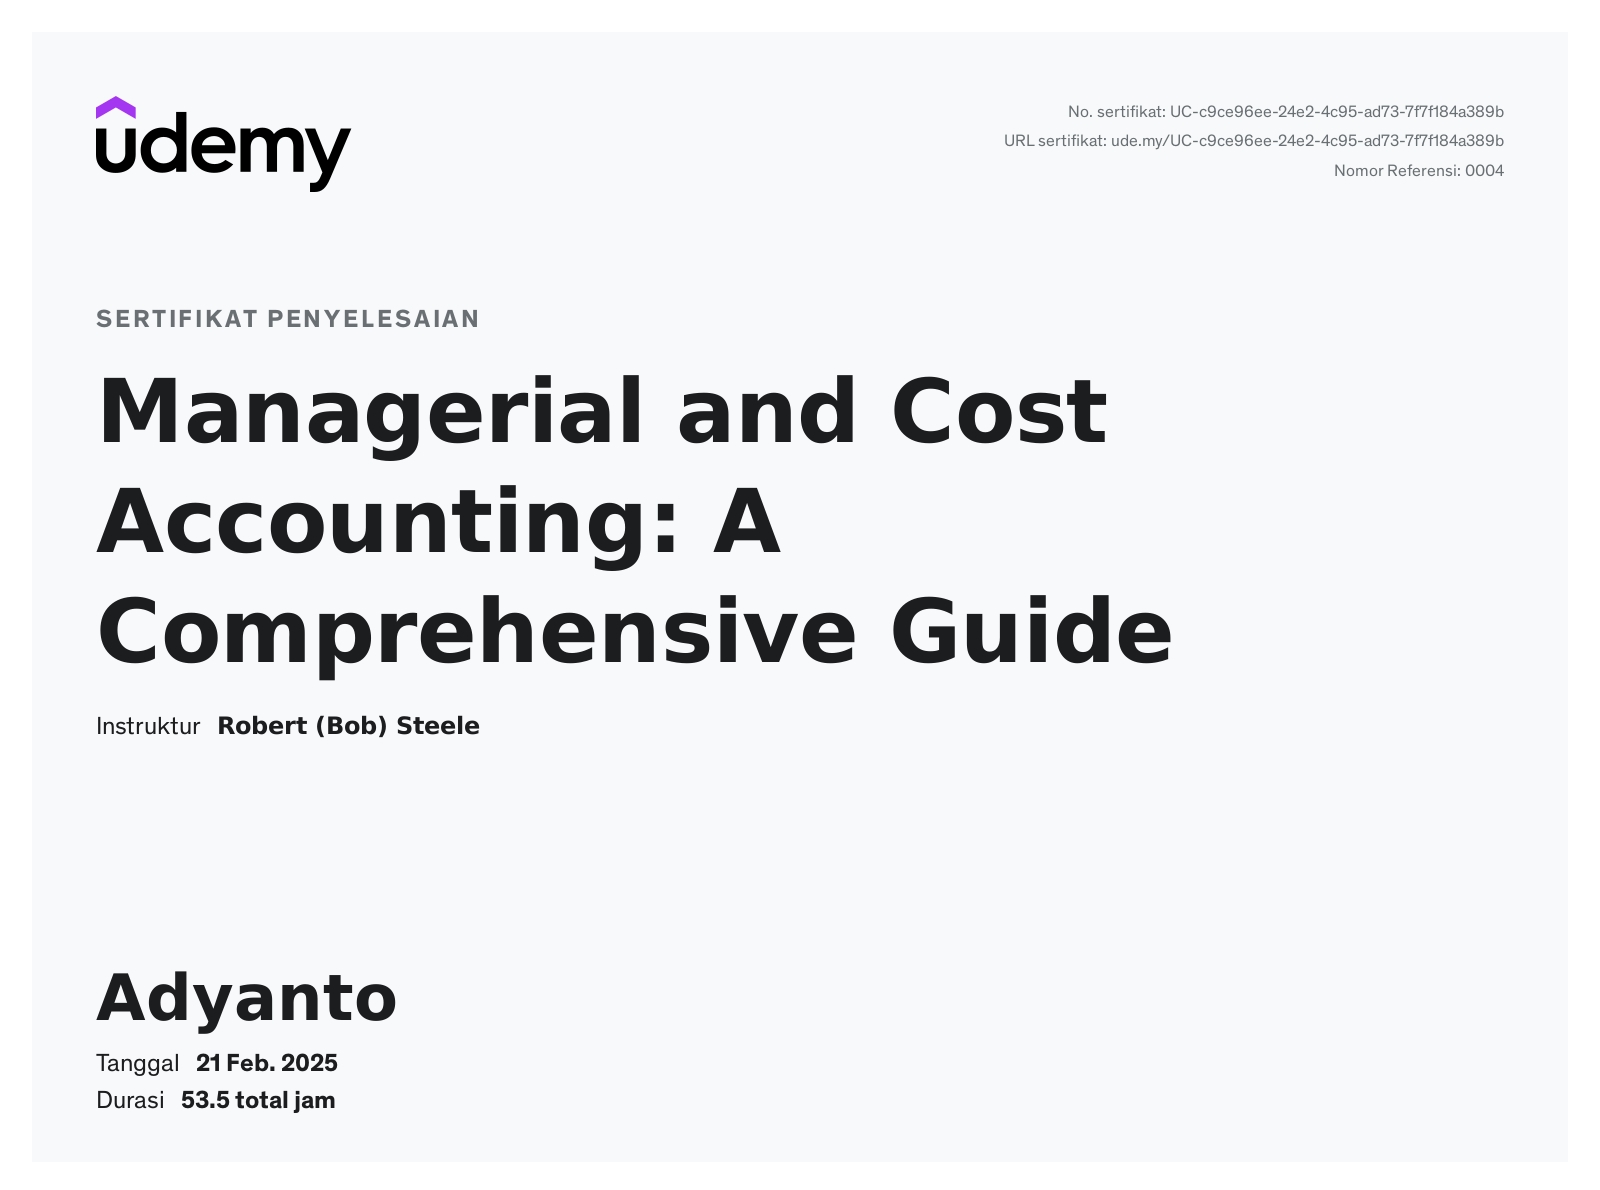 udemy
No. sertifikat: UC-c9ce96ee-24e2-4c95-ad73-7f7f184a389b
URL sertifikat: ude.my/UC-c9ce96ee-24e2-4c95-ad73-7f7f184a389b
Nomor Referensi: 0004
SERTIFIKAT PENYELESAIAN
Managerial and Cost
Accounting: A
Comprehensive Guide
Instruktur Robert (Bob) Steele
Adyanto
Tanggal 21 Feb. 2025
Durasi 53.5 total jam